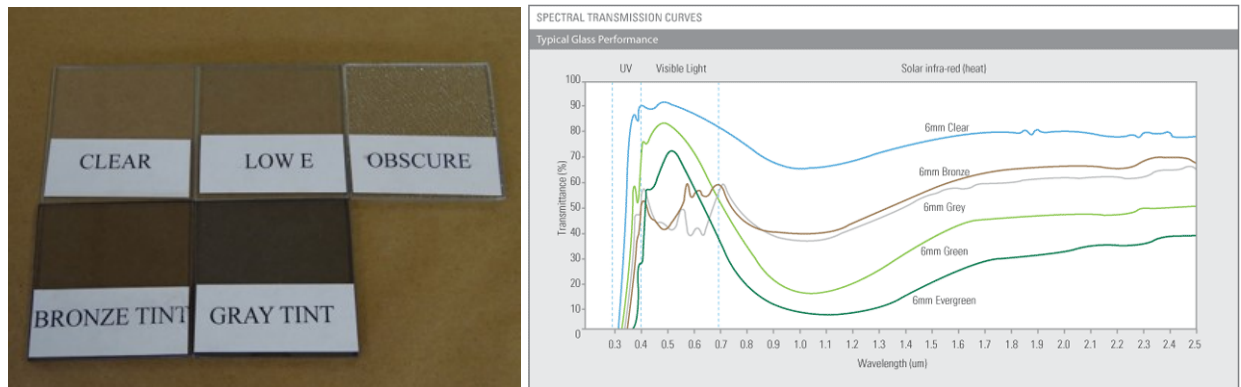 CLEAR
LOW E
OBSCURE
BRONZE TINT
GRAY TINT
SPECTRAL TRANSMISSION CURVES
Typical Glass Performance
UV
Visible Light
Solar infra-red (heat)
100
90
80
70
60
50
40
30
20
10
0
Transmittance (%)
6mm Clear
6mm Bronze
6mm Grey
6mm Green
6mm Evergreen
0.3 0.4 0.5 0.6 0.7 0.8 0.9 1.0 1.1 1.2 1.3 1.4 1.5 1.6 1.7 1.8 1.9 2.0 2.1 2.2 2.3 2.4 2.5
Wavelength (um)